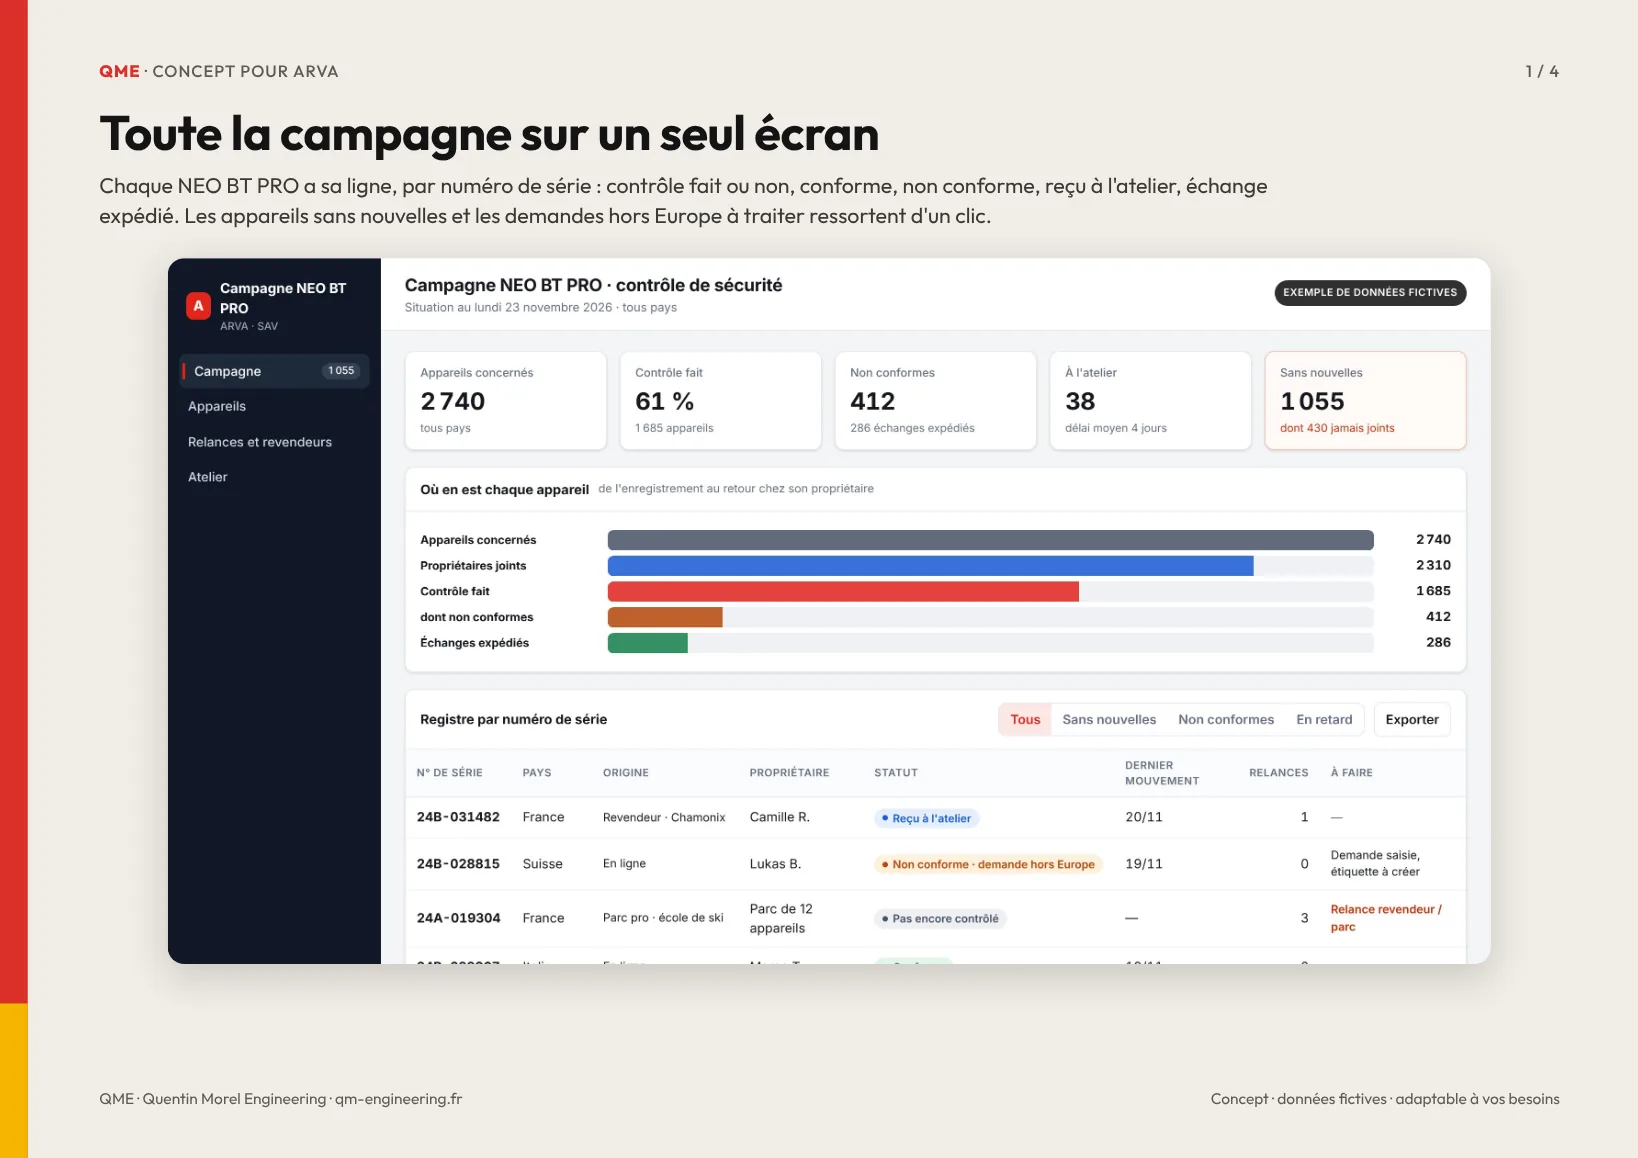 QME · CONCEPT POUR ARVA
1 / 4
Toute la campagne sur un seul écran
Chaque NEO BT PRO a sa ligne, par numéro de série : contrôle fait ou non, conforme, non conforme, reçu à l'atelier, échange
expédié. Les appareils sans nouvelles et les demandes hors Europe à traiter ressortent d'un clic.
A
Campagne NEO BT
PRO
ARVA · SAV
Campagne 1 055
Appareils
Relances et revendeurs
Atelier
Campagne NEO BT PRO · contrôle de sécurité
Situation au lundi 23 novembre 2026 · tous pays
EXEMPLE DE DONNÉES FICTIVES
Appareils concernés
2 740
tous pays
Contrôle fait
61 %
1 685 appareils
Non conformes
412
286 échanges expédiés
À l'atelier
38
délai moyen 4 jours
Sans nouvelles
1 055
dont 430 jamais joints
Où en est chaque appareil de l'enregistrement au retour chez son propriétaire
Appareils concernés 2 740
Propriétaires joints 2 310
Contrôle fait 1 685
dont non conformes 412
Échanges expédiés 286
Registre par numéro de série
Tous Sans nouvelles Non conformes En retard Exporter
N° DE SÉRIE PAYS ORIGINE PROPRIÉTAIRE STATUT DERNIER MOUVEMENT RELANCES À FAIRE
24B-031482 France Revendeur · Chamonix Camille R. Reçu à l'atelier 20/11 1 —
24B-028815 Suisse En ligne Lukas B. Non conforme · demande hors Europe 19/11 0 Demande saisie, étiquette à créer
24A-019304 France Parc pro · école de ski Parc de 12 appareils Pas encore contrôlé — 3 Relance revendeur / parc
QME · Quentin Morel Engineering · qm-engineering.fr
Concept · données fictives · adaptable à vos besoins